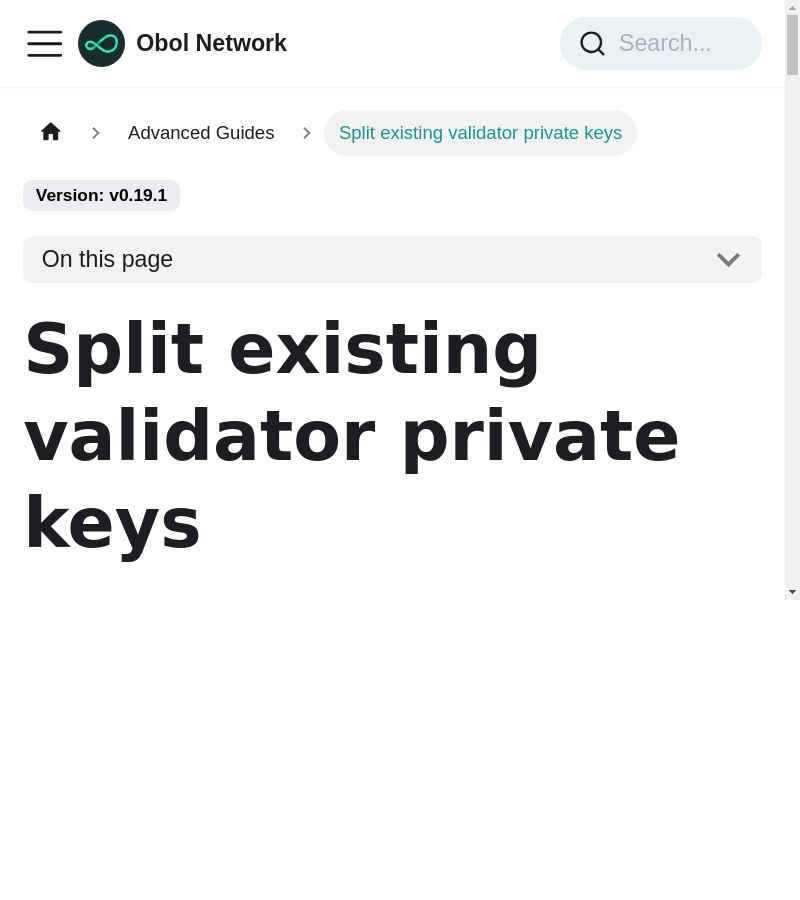 Obol Network
Search...
Advanced Guides
Split existing validator private keys
Version: v0.19.1
On this page
Split existing
validator private
keys